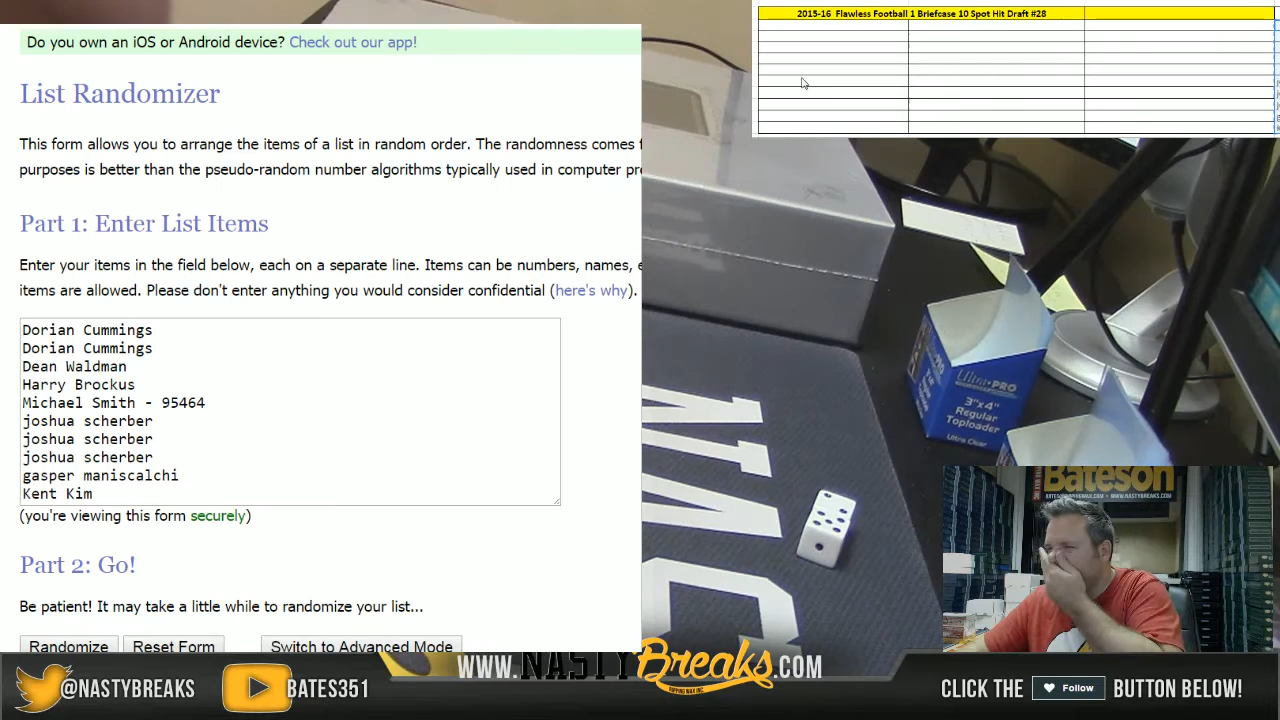 Do you own an iOS or Android device? Check out our app!
2015-16 Flawless Football 1 Briefcase 10 Spot Hit Draft #28
List Randomizer
This form allows you to arrange the items of a list in random order. The randomness comes f
purposes is better than the pseudo-random number algorithms typically used in computer pr
Part 1: Enter List Items
Enter your items in the field below, each on a separate line. Items can be numbers, names, e
items are allowed. Please don't enter anything you would consider confidential (here's why).
Dorian Cummings
Dorian Cummings
Dean Waldman
Harry Brockus
Michael Smith - 95464
joshua scherber
joshua scherber
joshua scherber
gasper maniscalchi
Kent Kim
(you're viewing this form securely)
Part 2: Go!
Be patient! It may take a little while to randomize your list...
Randomize
Reset Form
Switch to Advanced Mode
Ultra·PRO
3"x4"
Regular
Toploader
Ultra Clear
Bateson
@NASTYBREAKS
BATES351
WWW.NASTYBreaks.COM
RIPPING WAX INC.
CLICK THE Follow BUTTON BELOW!